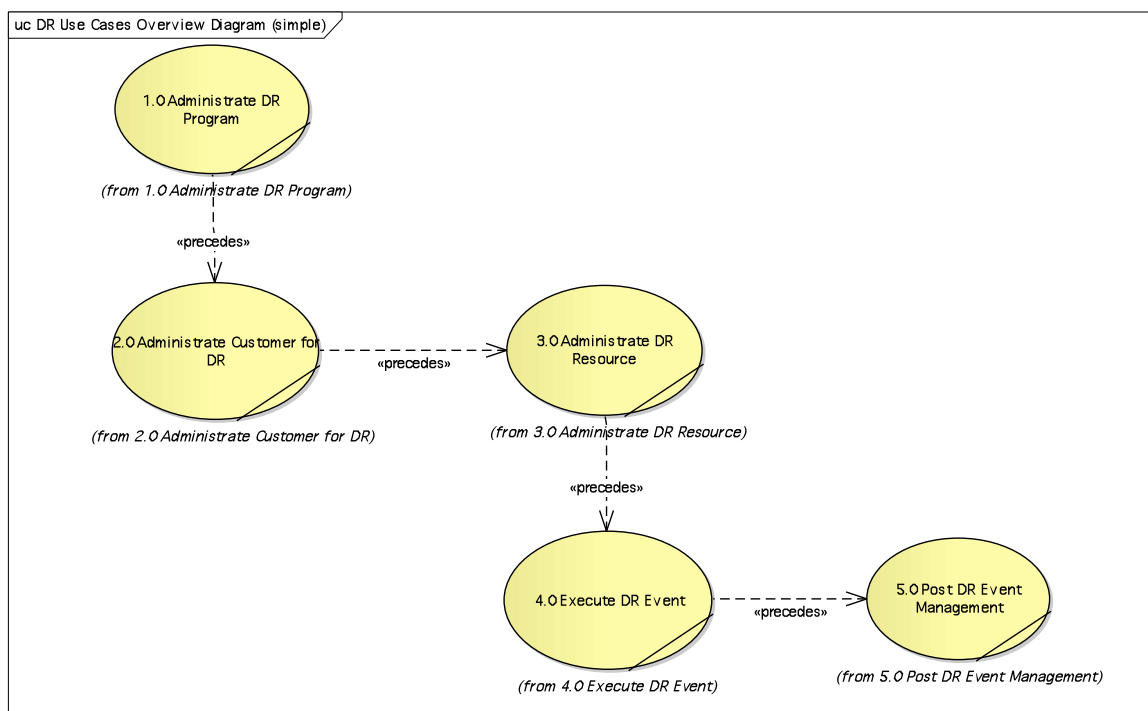 uc DR Use Cases Overview Diagram (simple)
1.0 Administrate DR
Program
(from 1.0 Administrate DR Program)
«precedes»
2.0 Administrate Customer for
DR
«precedes»
(from 2.0 Administrate Customer for DR)
3.0 Administrate DR
Resource
(from 3.0 Administrate DR Resource)
«precedes»
4.0 Execute DR Event
«precedes»
(from 4.0 Execute DR Event)
5.0 Post DR Event
Management
(from 5.0 Post DR Event Management)